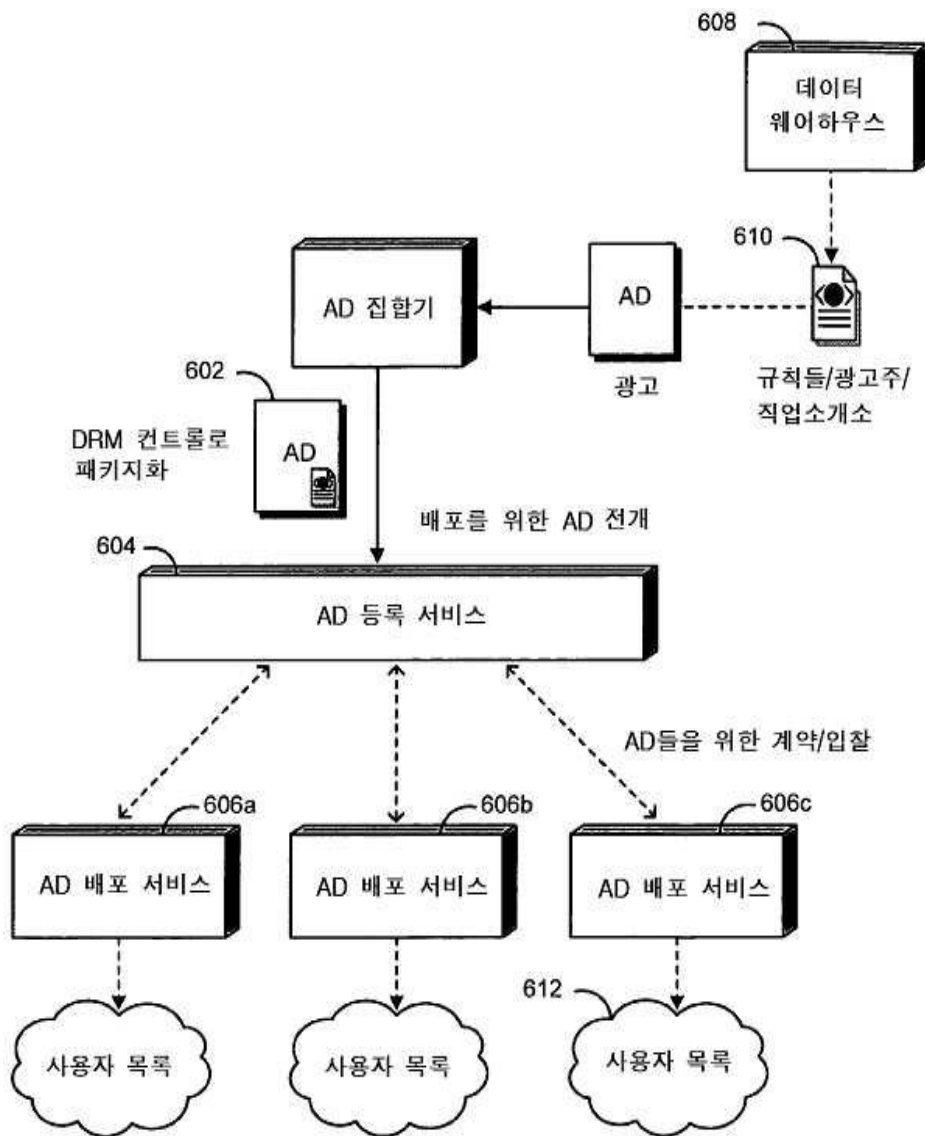 608
데이터
웨어하우스
610
AD 집합기
AD
광고
규칙들/광고주/
직업소개소
602
DRM 컨트롤로
패키지화
AD
배포를 위한 AD 전개
604
AD 등록 서비스
AD들을 위한 계약/입찰
606a
606b
606c
AD 배포 서비스
AD 배포 서비스
AD 배포 서비스
612
사용자 목록
사용자 목록
사용자 목록